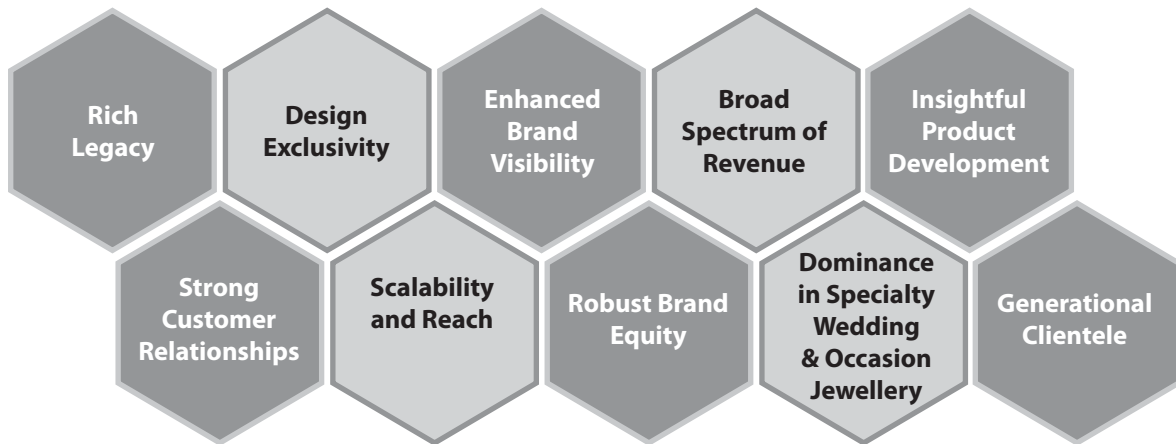 Rich
Legacy
Design
Exclusivity
Enhanced
Brand
Visibility
Broad
Spectrum of
Revenue
Insightful
Product
Development
Strong
Customer
Relationships
Scalability
and Reach
Robust Brand
Equity
Dominance
in Specialty
Wedding
& Occasion
Jewellery
Generational
Clientele